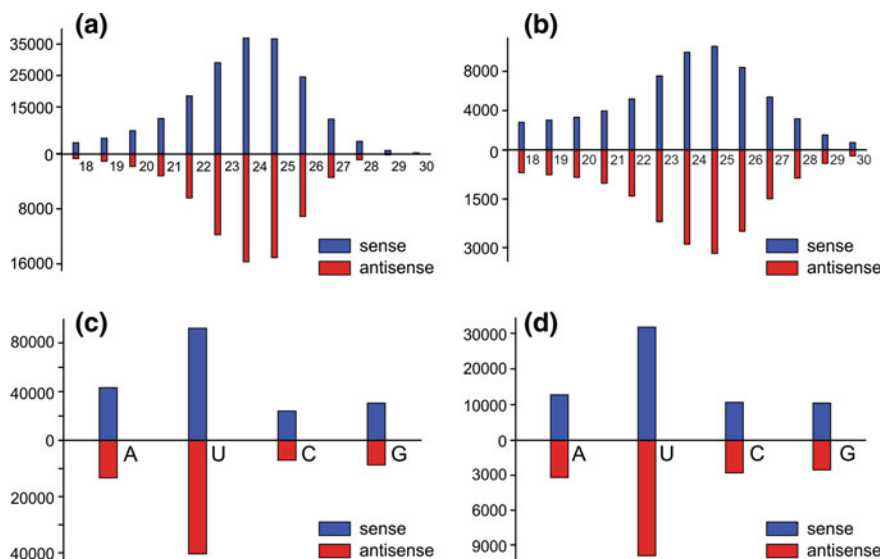 (a)
35000
25000
15000
0
18 19 20 21 22 23 24 25 26 27 28 29 30
8000
16000
sense
antisense
(b)
8000
4000
0
18 19 20 21 22 23 24 25 26 27 28 29 30
1500
3000
sense
antisense
(c)
80000
40000
0
A U C G
20000
40000
sense
antisense
(d)
30000
20000
10000
0
A U C G
3000
6000
9000
sense
antisense